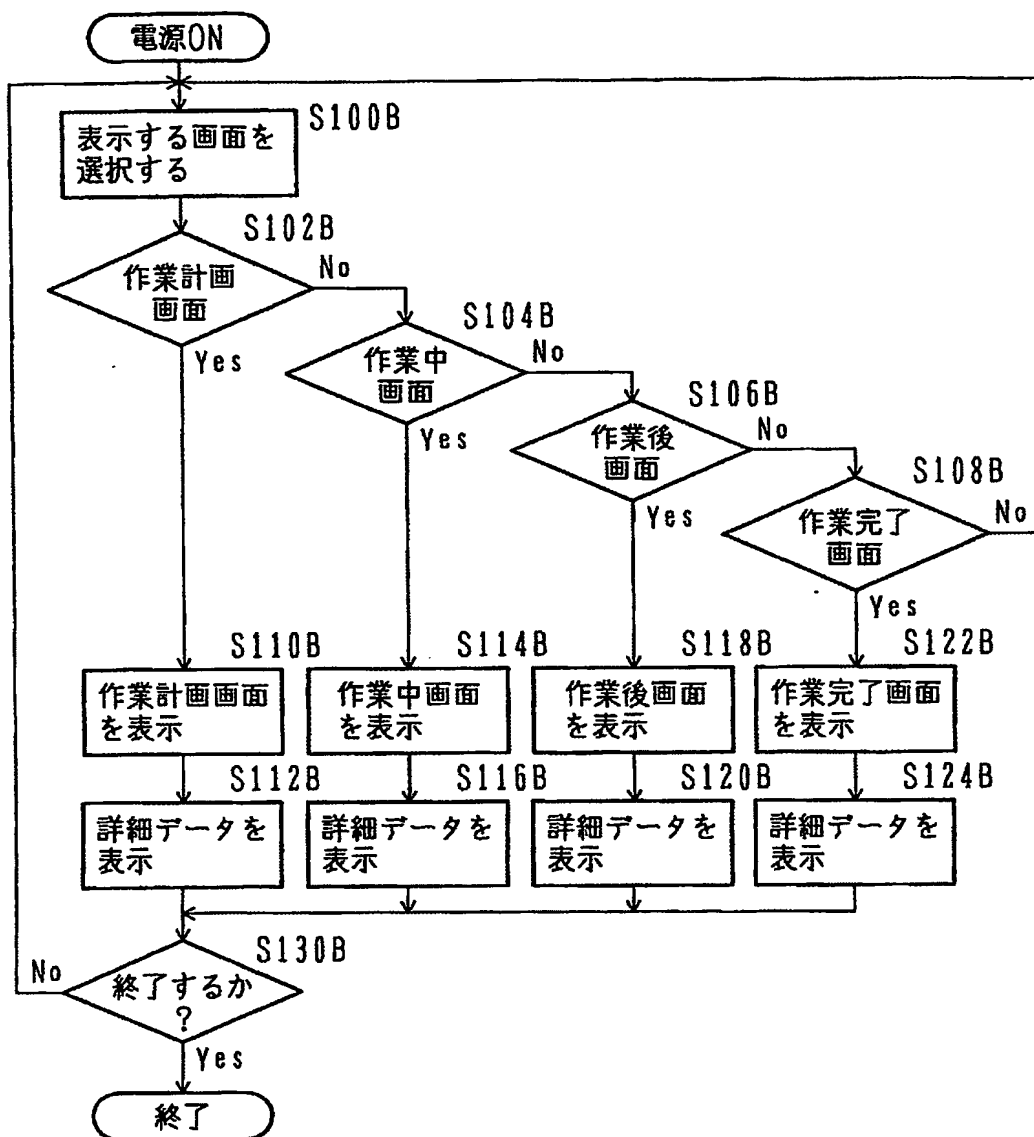 電源ON
S100B
表示する画面を
選択する
S102B
作業計画
画面
No
Yes
S104B
作業中
画面
No
Yes
S106B
作業後
画面
No
Yes
S108B
作業完了
画面
No
Yes
S110B
作業計画画面
を表示
S114B
作業中画面
を表示
S118B
作業後画面
を表示
S122B
作業完了画面
を表示
S112B
詳細データを
表示
S116B
詳細データを
表示
S120B
詳細データを
表示
S124B
詳細データを
表示
S130B
終了するか
?
No
Yes
終了